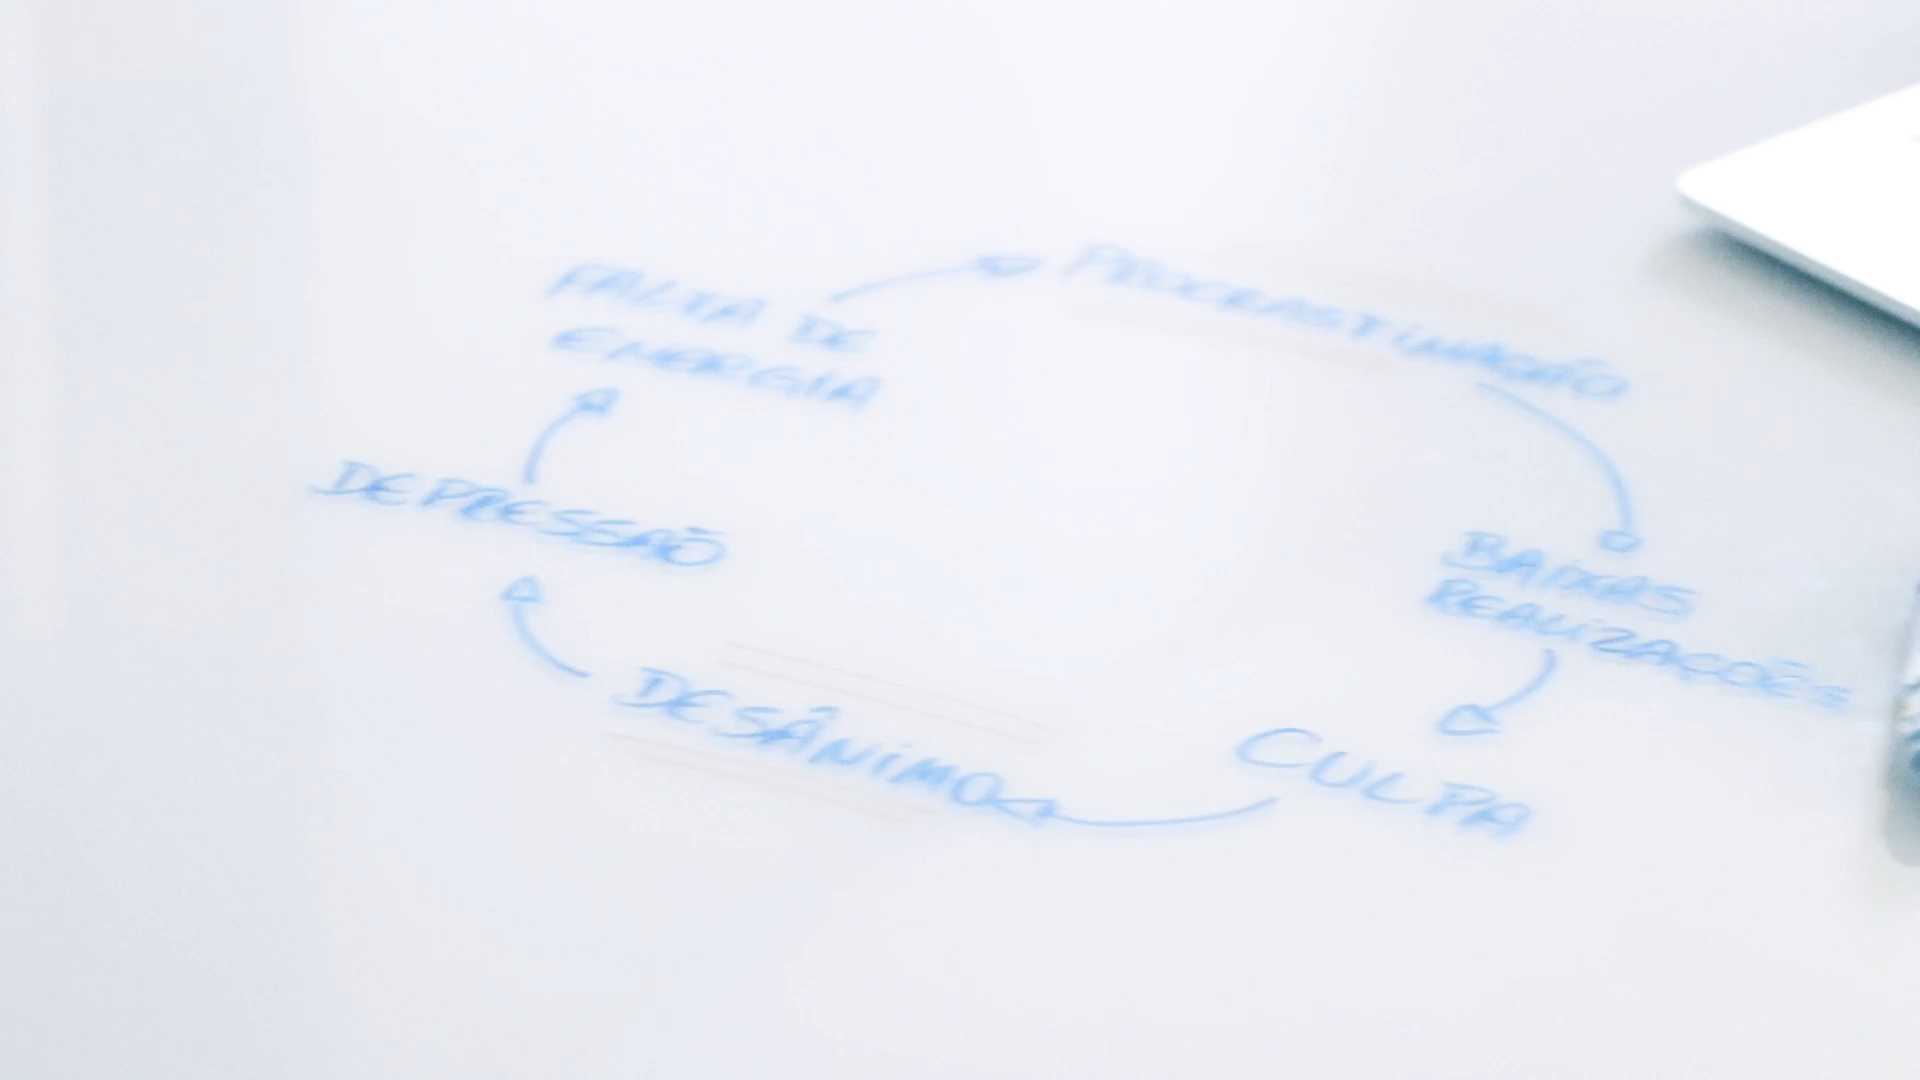 FALTA DE
ENERGIA
PROCRASTINAÇÃO
BAIXAS
REALIZAÇÕES
CULPA
DESÂNIMO
DEPRESSÃO